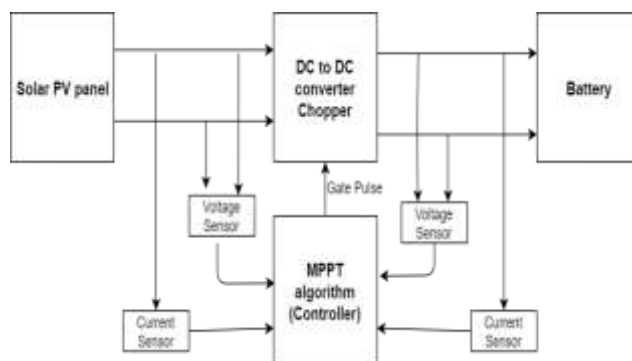 Solar PV panel
DC to DC
converter
Chopper
Battery
Gate Pulse
Voltage
Sensor
Voltage
Sensor
MPPT
algorithm
(Controller)
Current
Sensor
Current
Sensor